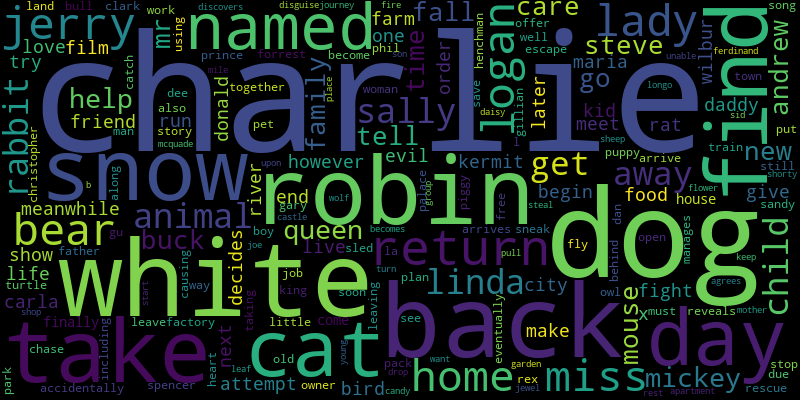 jerry
mr
named
land
bull
clark
fall
care
lady
disguise
journey
fire
discovers
work
phil
using
farm
become
well
offer
unable
song
ferdinand
love
film
try
charlie
logan
steve
wilbur
andrew
prince
forrest
henchman
escape
mile
son
place
save
woman
catch
rabbit
help
dee
together
sally
time
order
one
maria
go
town
longo
find
friend
also
donald
family
tell
later
kid
meet
daddy
put
man
run
story
pet
gillian
daisy
rat
sid
mcquade
l
sheep
train
christopher
snow
however
evil
kermit
get
away
puppy
arrive
new
still
shorty
upon
robin
begin
food
house
flower
give
sandy
b
river
end
palace
piggy
wolf
group
free
steal
dog
meanwhile
animal
gary
castle
becomes
owl
must
child
bear
along
buck
queen
arrives
sneak
dan
show
gu
boy
joe
live
return
behind
open
manages
father
white
decides
sled
la
pull
fly
life
causing
back
linda
city
fight
x
reveals
keep
turtle
way
job
turn
plan
agrees
carla
start
king
soon
day
mother
shop
taking
leaving
mouse
take
leave
factory
little
come
see
make
finally
next
cat
eventually
want
garden
stop
due
chase
including
heart
old
young
pack
home
miss
mickey
rescue
park
accidentally
spencer
leaf
attempt
owner
bird
rex
candy
drop
jewel
rest
apartment